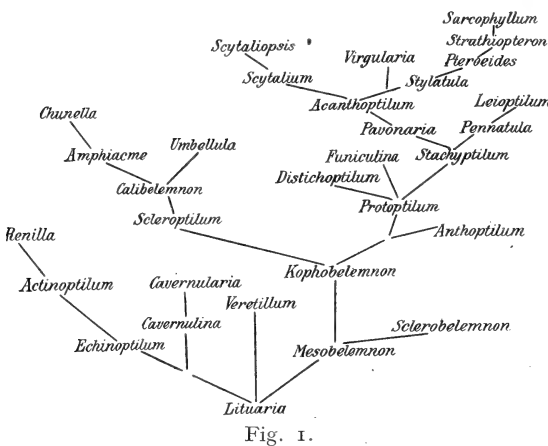 Sarcophyllum
Scytaliopsis Strathiopteron
Virgularia Pteroeides
Scytalium Stylatula
Acanthoptilum Leioptilum
Chunella
Pavonaria Pennatula
Umbellula
Amphiacme Funiculina Stachyptilum
Distichoptilum
Calibelemnon
Protoptilum
Scleroptilum
Renilla Anthoptilum
Kophobelemnon
Actinoptilum Cavernularia
Veretillum
Cavernulina Sclerobelemnon
Echinoptilum Mesobelemnon
Lituaria
Fig. 1.